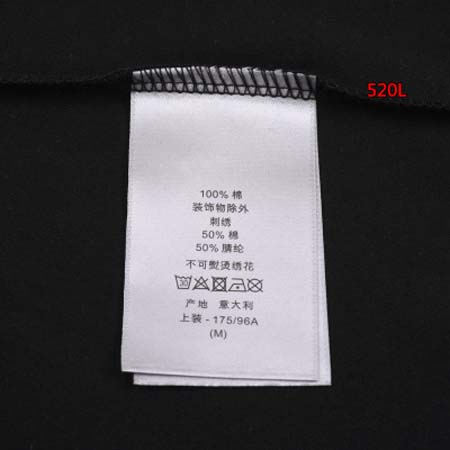 520L
100% 棉
装饰物除外
刺绣
50% 棉
50% 腈纶
不可熨烫绣花
30
产地 意大利
上装 - 175/96A
(M)